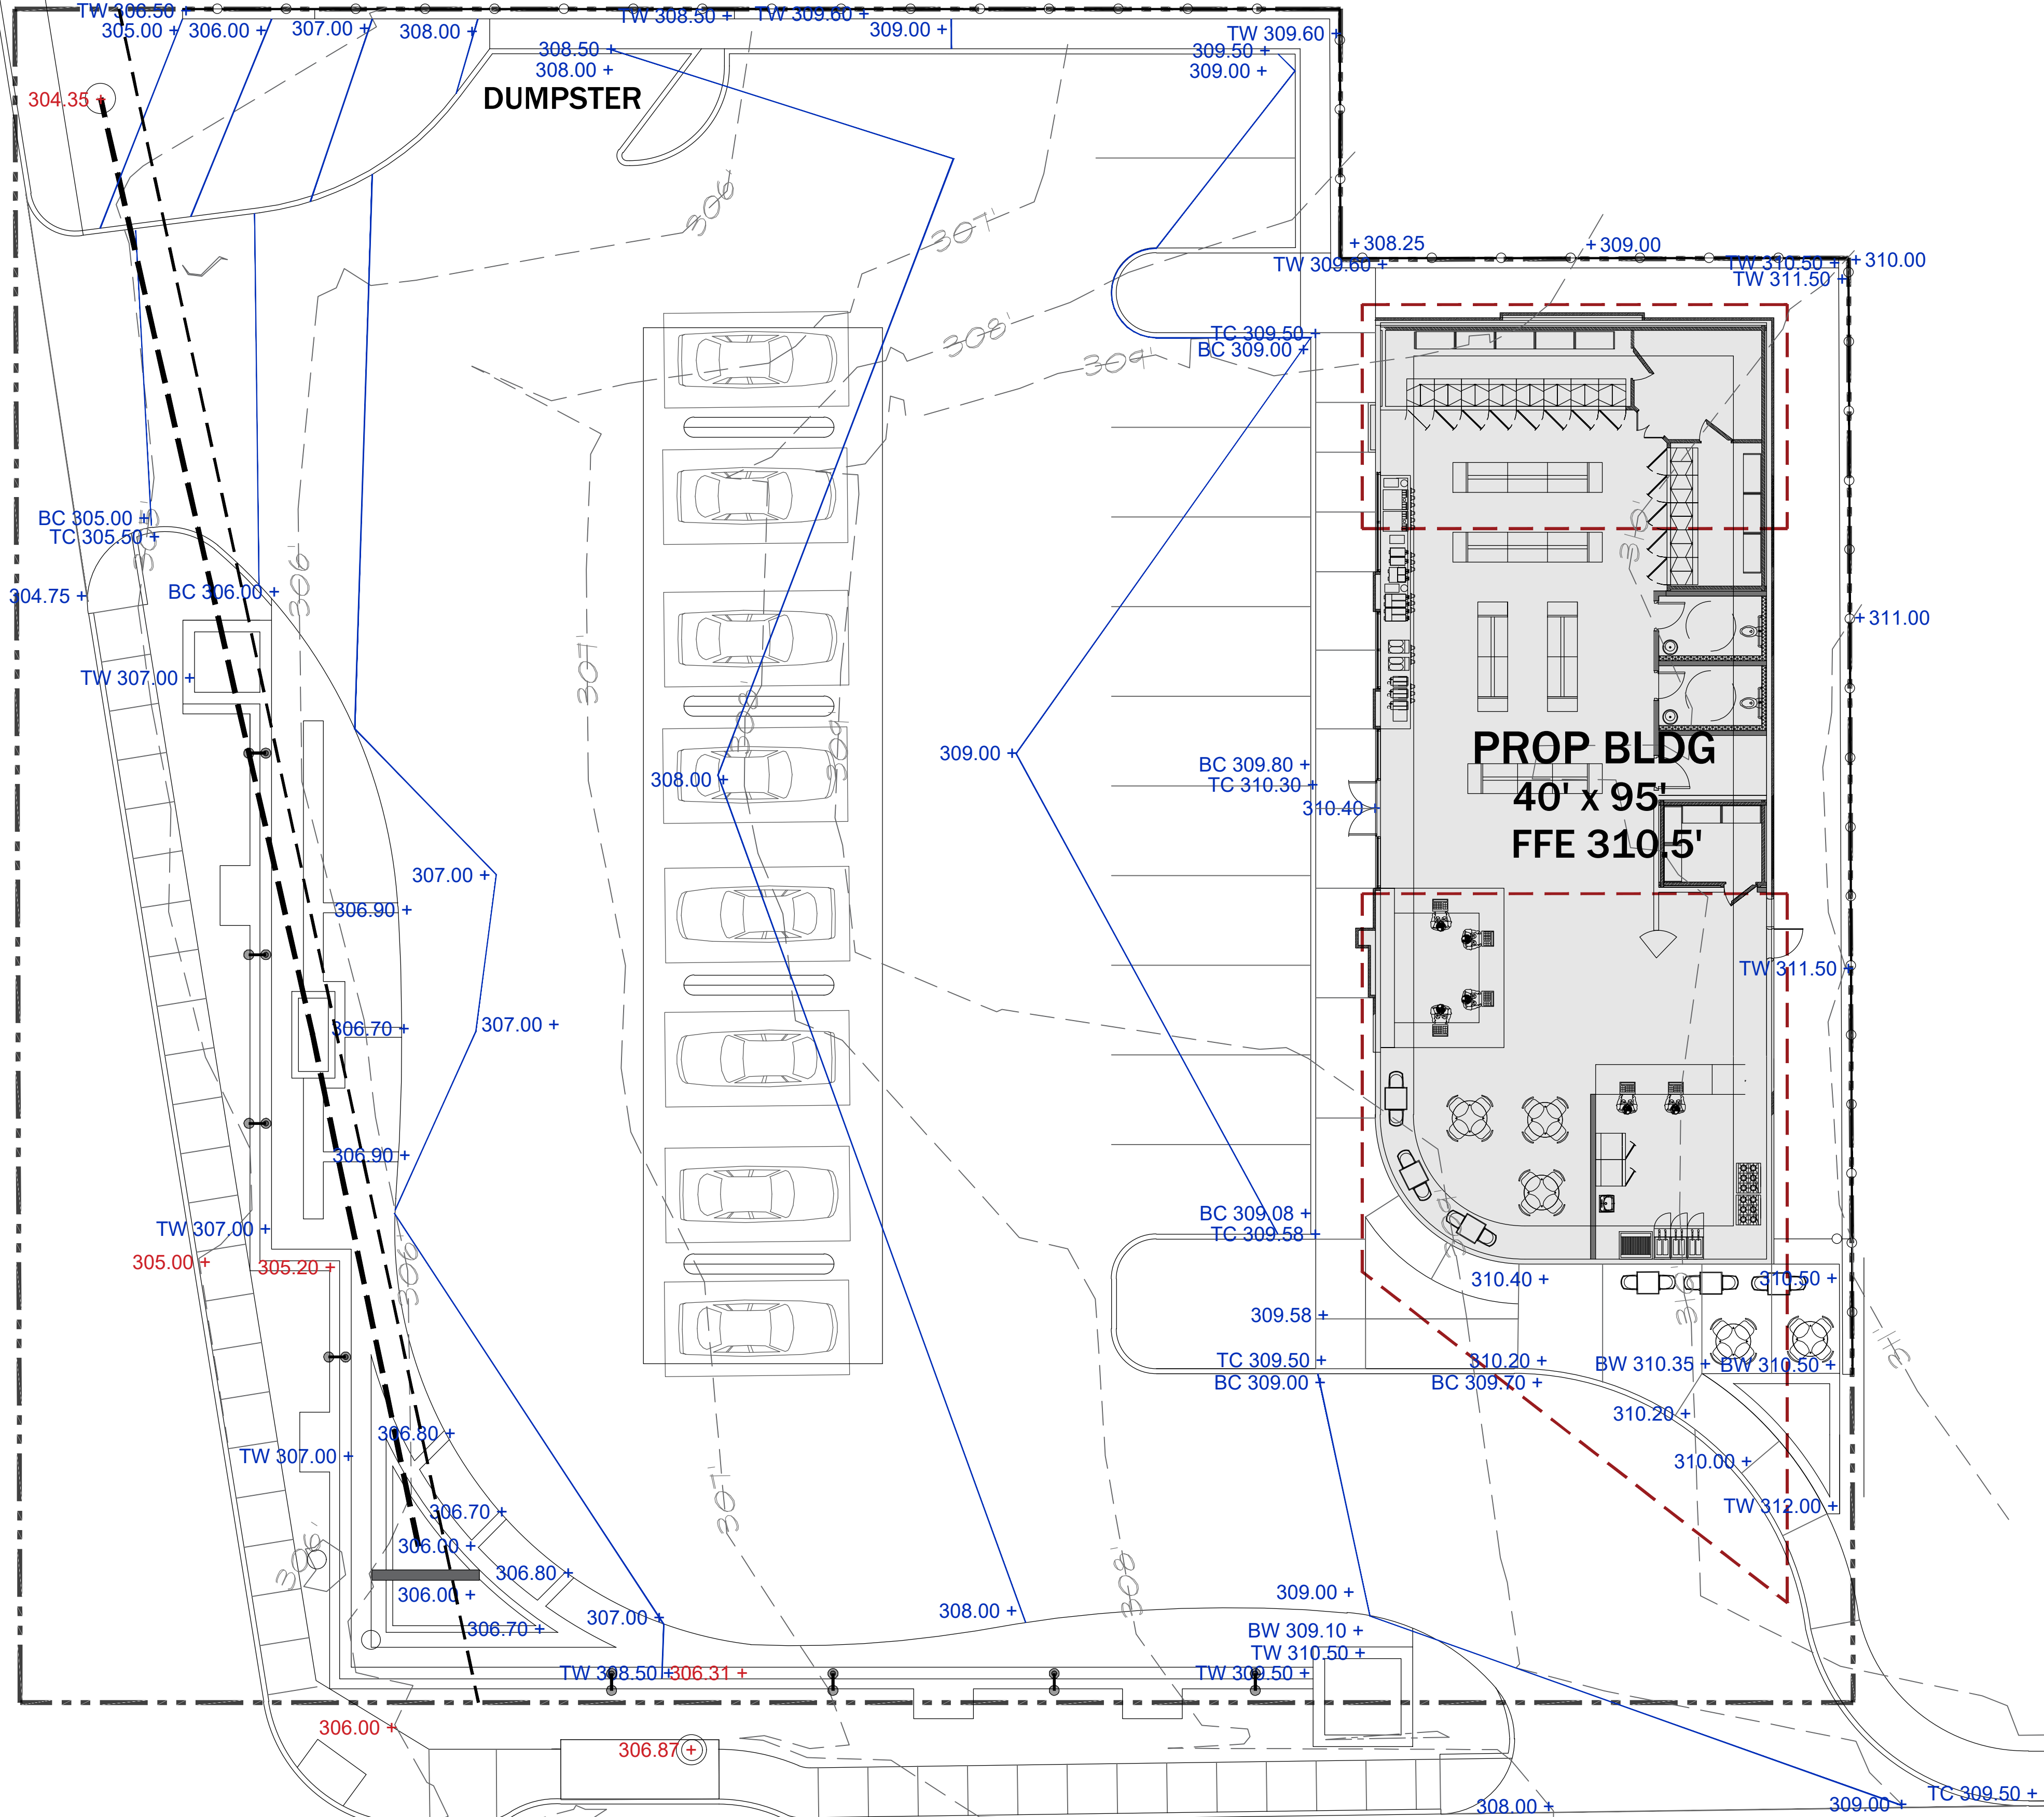 TW 306.50 +
TW 308.50 +
TW 309.60 +
305.00 +
306.00 +
307.00 +
308.00 +
309.00 +
TW 309.60 +
308.50 +
309.50 +
308.00 +
309.00 +
DUMPSTER
304.35 +
306'
307'
+ 308.25
+ 309.00
TW 309.60 +
TW 310.50 +
+ 310.00
TW 311.50 +
308'
TC 309.50 +
BC 309.00 +
309'
BC 305.00 +
TC 305.50 +
310'
306'
304.75 +
BC 306.00 +
+ 311.00
TW 307.00 +
307'
308'
309'
309.00 +
PROP BLDG
BC 309.80 +
308.00 +
TC 310.30 +
40' x 95'
310.40 +
FFE 310.5'
307.00 +
306.90 +
TW 311.50 +
306.70 +
307.00 +
306.90 +
BC 309.08 +
TW 307.00 +
TC 309.58 +
305.00 +
305.20 +
306'
310.40 +
310.50 +
309.58 +
311'
TC 309.50 +
310.20 +
BW 310.35 +
BW 310.50 +
BC 309.00 +
BC 309.70 +
310.20 +
306.80 +
TW 307.00 +
310.00 +
307'
306.70 +
TW 312.00 +
306.00 +
306'
306.80 +
308'
306.00 +
309.00 +
307.00 +
308.00 +
306.70 +
BW 309.10 +
TW 310.50 +
TW 308.50 +
306.31 +
TW 309.50 +
306.00 +
306.87 +
TC 309.50 +
308.00 +
309.00 +